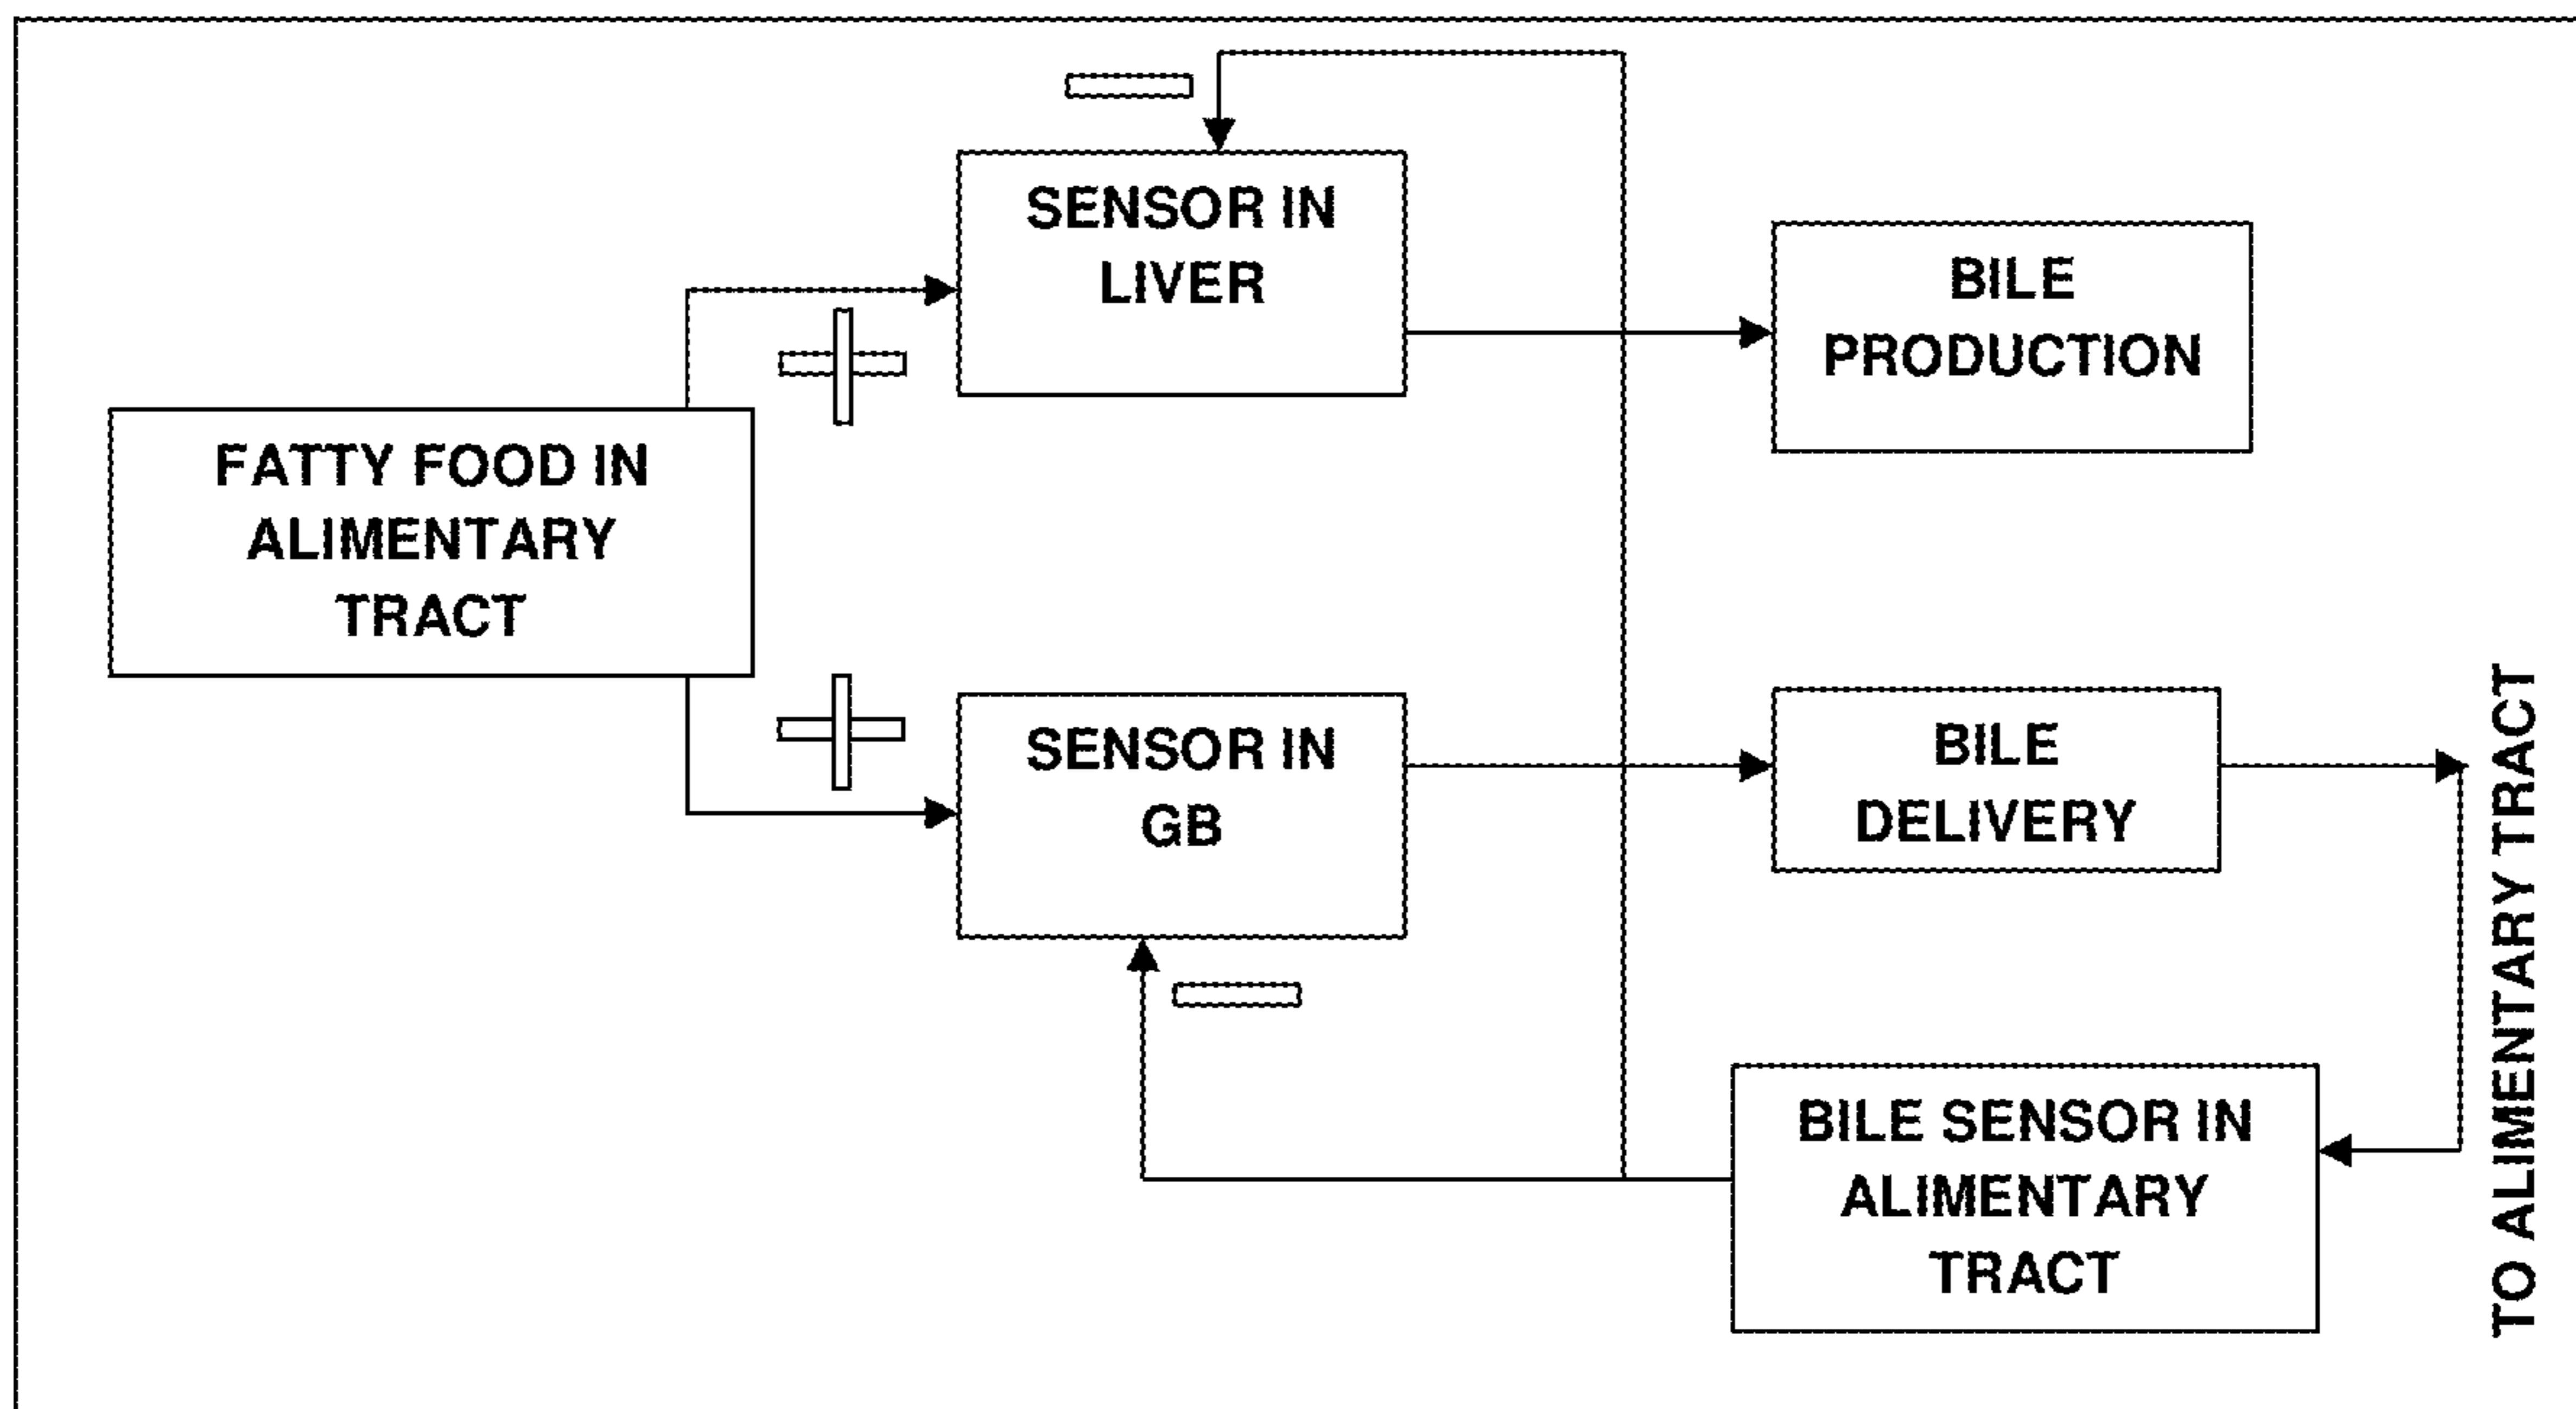 SENSOR IN
LIVER
BILE
PRODUCTION
FATTY FOOD IN
ALIMENTARY
TRACT
SENSOR IN
GB
BILE
DELIVERY
TO ALIMENTARY TRACT
BILE SENSOR IN
ALIMENTARY
TRACT